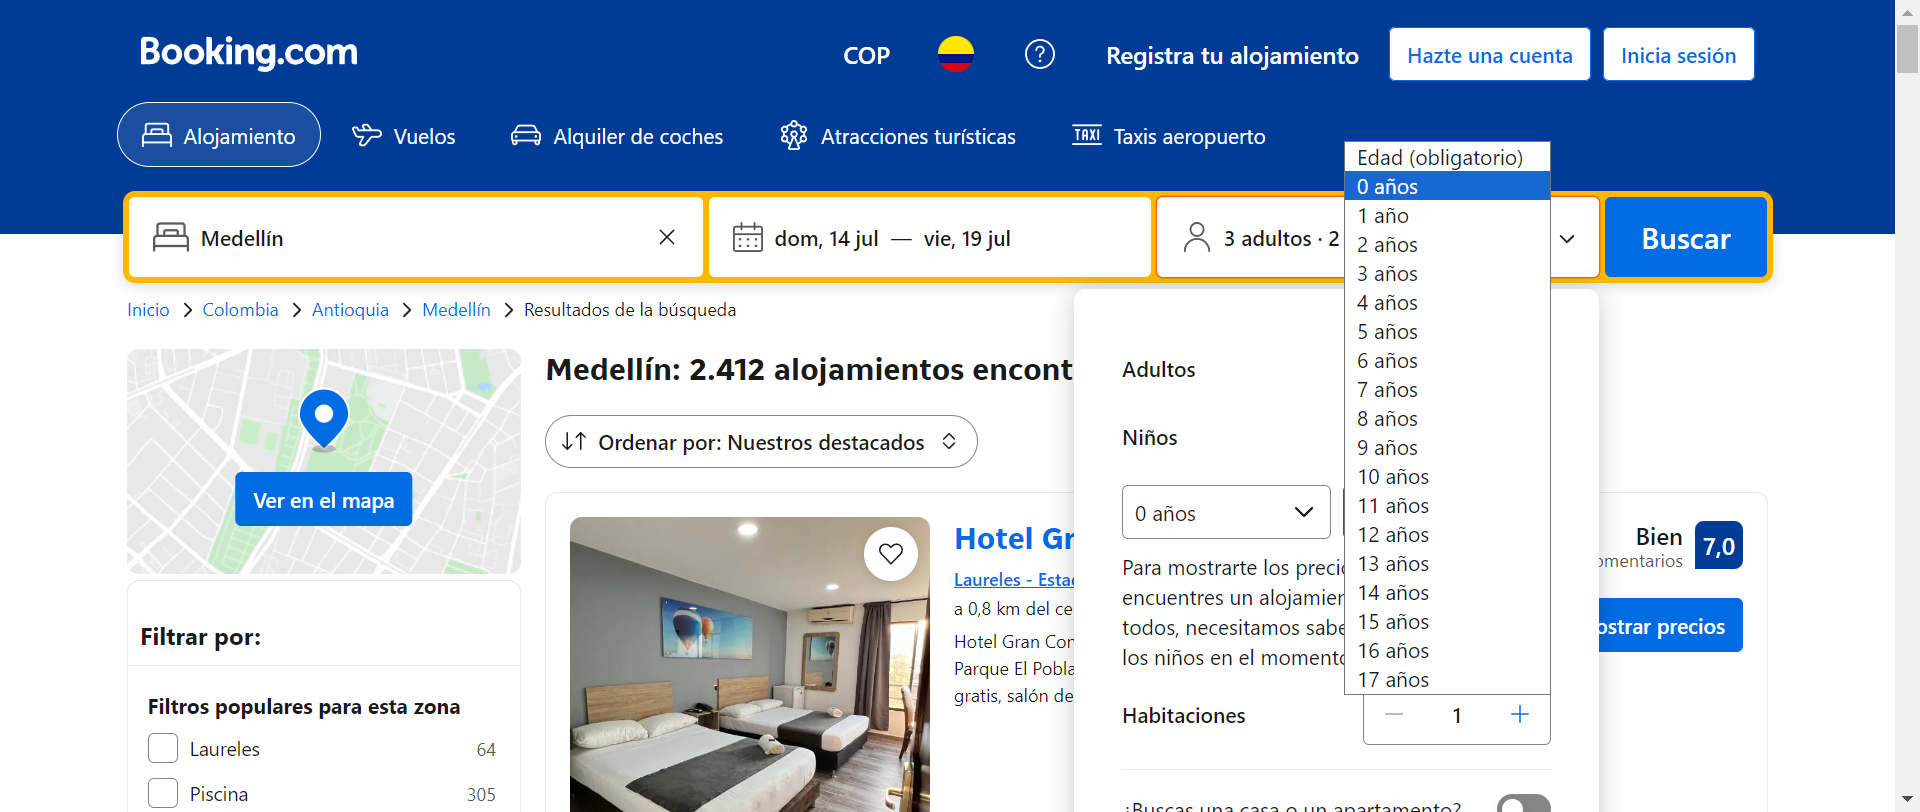 Booking.com
COP
Registra tu alojamiento
Hazte una cuenta
Inicia sesión
Alojamiento
Vuelos
Alquiler de coches
TAXI
Atracciones turísticas
Taxis aeropuerto
Medellín
dom, 14 jul — vie, 19 jul
3 adultos · 2
Buscar
Edad (obligatorio)
0 años
1 año
2 años
3 años
4 años
5 años
6 años
7 años
8 años
9 años
10 años
11 años
12 años
13 años
14 años
15 años
16 años
17 años
Inicio
Colombia
Antioquia
Medellín
Resultados de la búsqueda
Ver en el mapa
Medellín: 2.412 alojamientos encont
Ordenar por: Nuestros destacados
Adultos
Niños
0 años
Para mostrarte los preci
encuentres un alojamier
todos, necesitamos sabe
los niños en el momento
Habitaciones
1
¿Buscas una casa o un apartamento?
Filtrar por:
Filtros populares para esta zona
Laureles 64
Piscina 305
Hotel Gr
Laureles - Esta
a 0,8 km del ce
Hotel Gran Con
Parque El Pobla
gratis, salón de
Bien
omentarios
7,0
ostrar precios